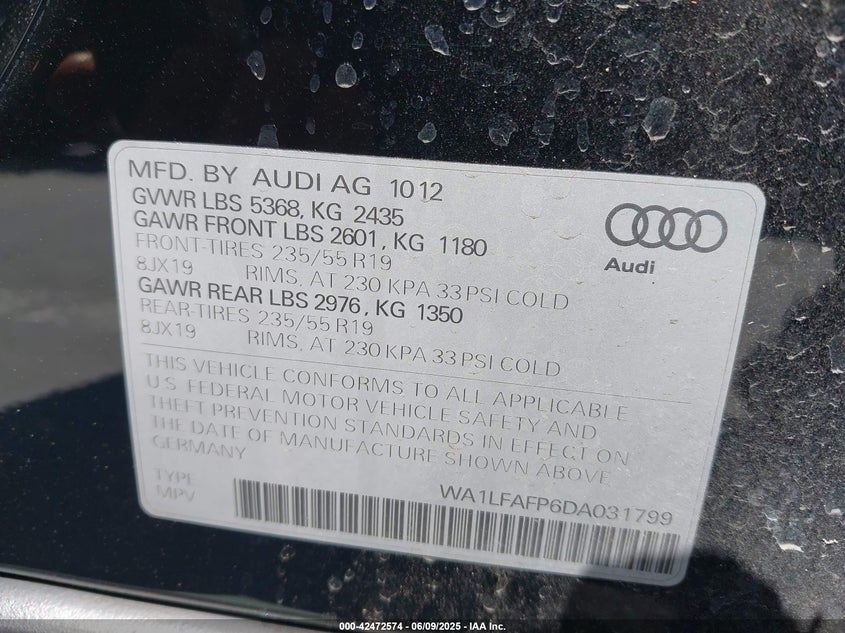 MFD. BY AUDI AG 10 12
GVWR LBS 5368, KG 2435
GAWR FRONT LBS 2601, KG 1180
FRONT-TIRES 235/55 R19
8JX19 RIMS, AT 230 KPA 33 PSI COLD
GAWR REAR LBS 2976, KG 1350
REAR-TIRES 235/55 R19
8JX19 RIMS, AT 230 KPA 33 PSI COLD
Audi
THIS VEHICLE CONFORMS TO ALL APPLICABLE
U.S. FEDERAL MOTOR VEHICLE SAFETY AND
THEFT PREVENTION STANDARDS IN EFFECT ON
THE DATE OF MANUFACTURE SHOWN ABOVE
GERMANY
TYPE
MPV
WA1LFAFP6DA031799
000-42472574 - 06/09/2025 - IAA Inc.